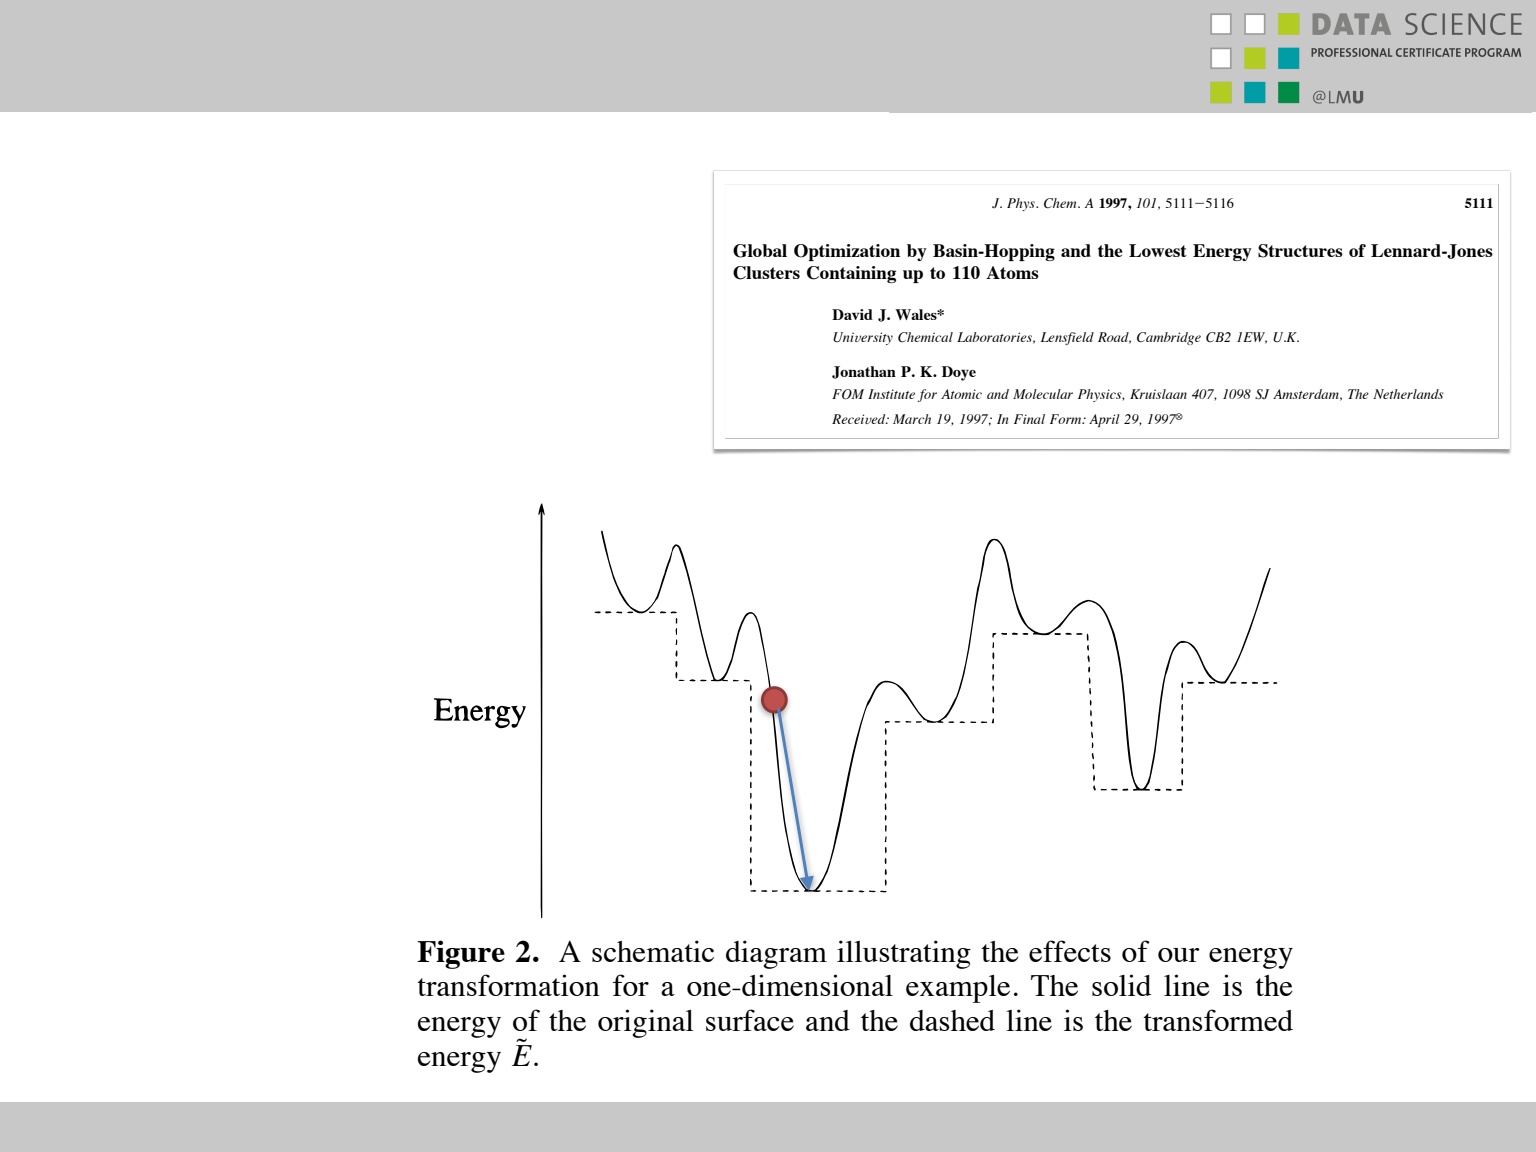 DATA SCIENCE
PROFESSIONAL CERTIFICATE PROGRAM
@LMU
J. Phys. Chem. A 1997, 101, 5111−5116 5111
Global Optimization by Basin-Hopping and the Lowest Energy Structures of Lennard-Jones
Clusters Containing up to 110 Atoms
David J. Wales*
University Chemical Laboratories, Lensfield Road, Cambridge CB2 1EW, U.K.
Jonathan P. K. Doye
FOM Institute for Atomic and Molecular Physics, Kruislaan 407, 1098 SJ Amsterdam, The Netherlands
Received: March 19, 1997; In Final Form: April 29, 1997⊗
Energy
Figure 2. A schematic diagram illustrating the effects of our energy
transformation for a one-dimensional example. The solid line is the
energy of the original surface and the dashed line is the transformed
energy Ẽ.